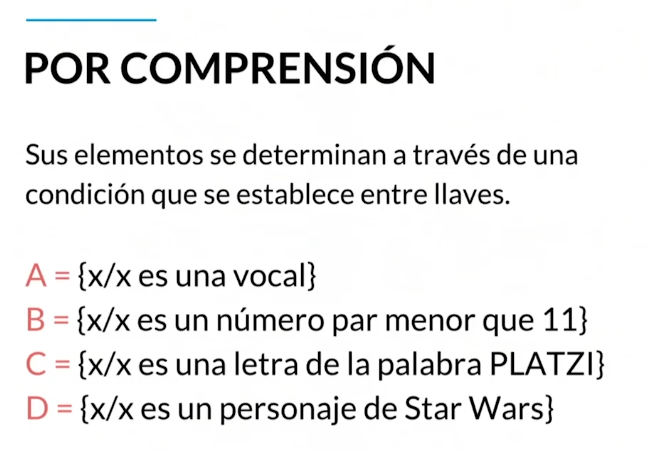 POR COMPRENSIÓN
Sus elementos se determinan a través de una
condición que se establece entre llaves.
A = {x/x es una vocal}
B = {x/x es un número par menor que 11}
C = {x/x es una letra de la palabra PLATZI}
D = {x/x es un personaje de Star Wars}